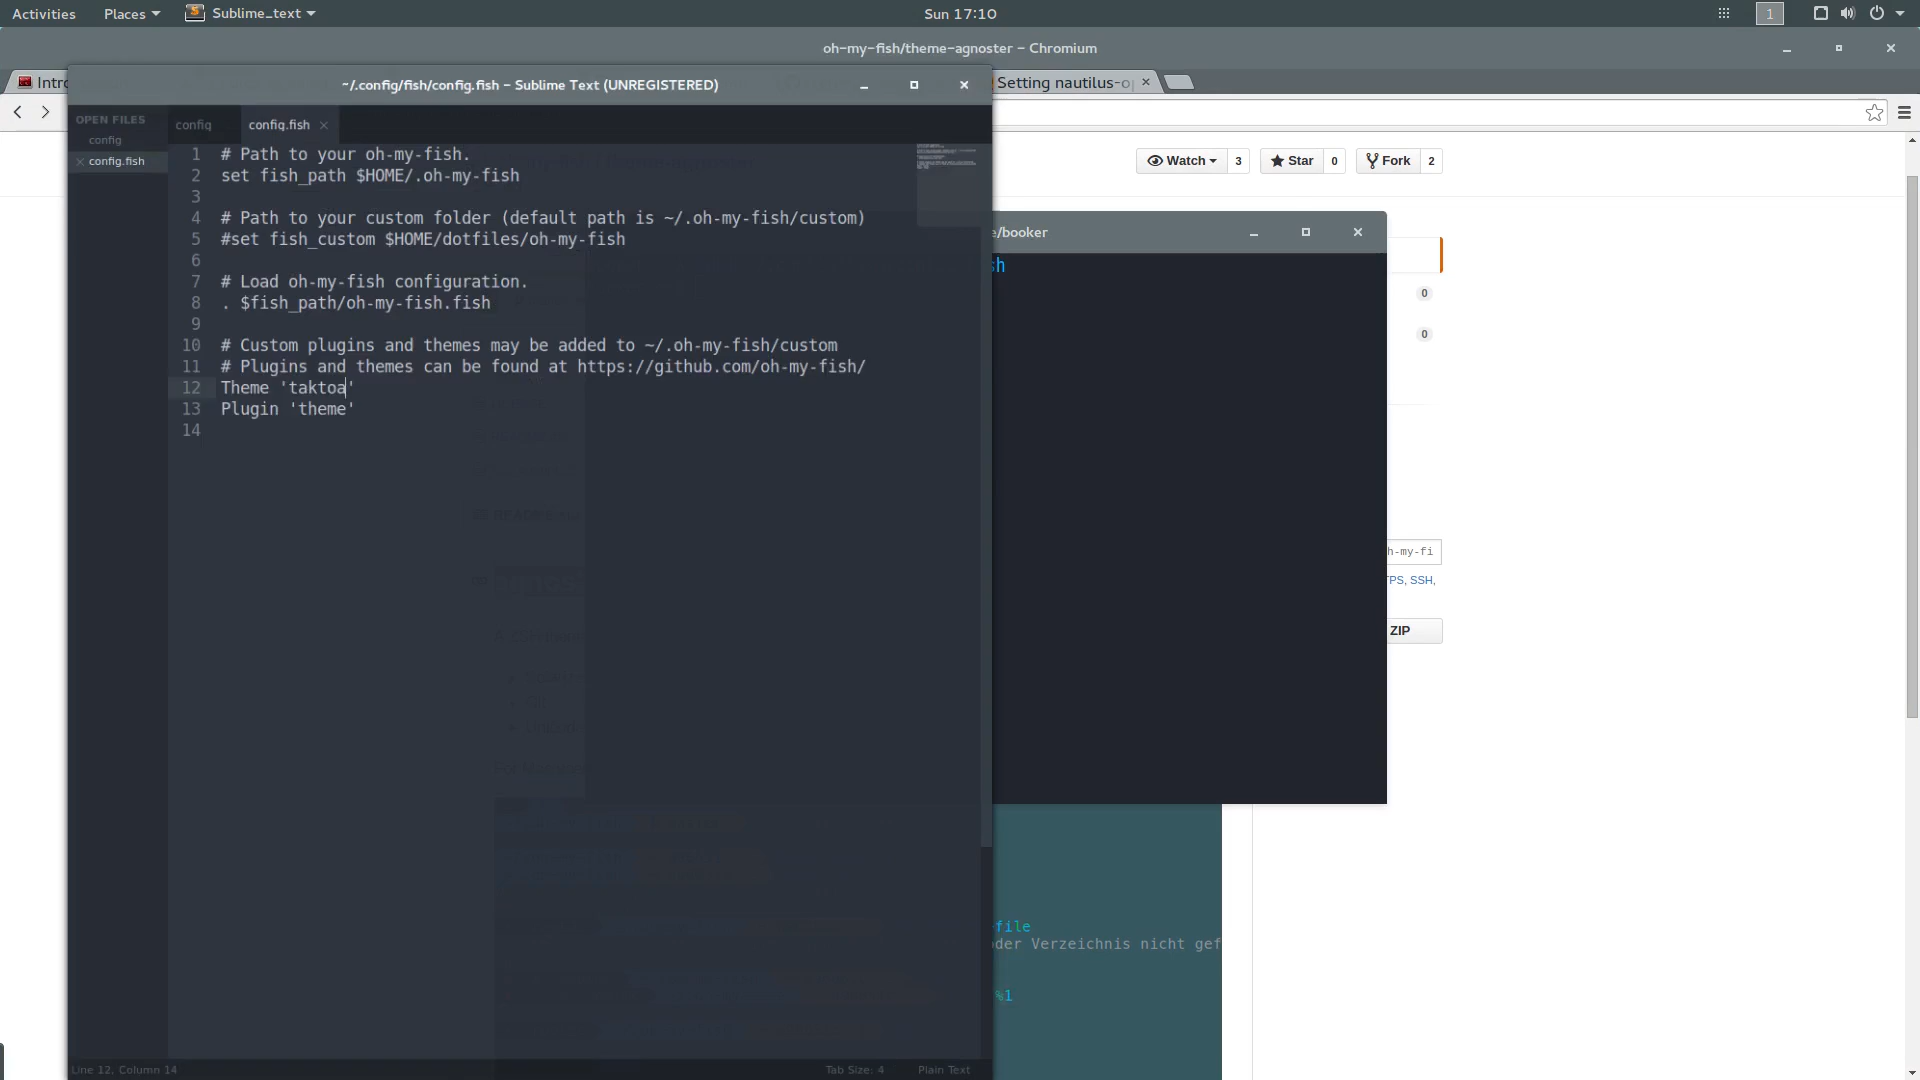 Activities Places Sublime_text Sun 17:10 1
oh-my-fish/theme-agnoster – Chromium
Intro Setting nautilus-o
~/.config/fish/config.fish – Sublime Text (UNREGISTERED)
OPEN FILES
config
config.fish
config config.fish
1 # Path to your oh-my-fish.
2 set fish_path $HOME/.oh-my-fish
3
4 # Path to your custom folder (default path is ~/.oh-my-fish/custom)
5 #set fish_custom $HOME/dotfiles/oh-my-fish
6
7 # Load oh-my-fish configuration.
8 . $fish_path/oh-my-fish.fish
9
10 # Custom plugins and themes may be added to ~/.oh-my-fish/custom
11 # Plugins and themes can be found at https://github.com/oh-my-fish/
12 Theme 'taktoa'
13 Plugin 'theme'
14
Line 12, Column 14 Tab Size: 4 Plain Text
Watch 3 Star 0 Fork 2
e/booker
sh
0
0
h-my-fi
TPS, SSH,
ZIP
file
oder Verzeichnis nicht gef
%1